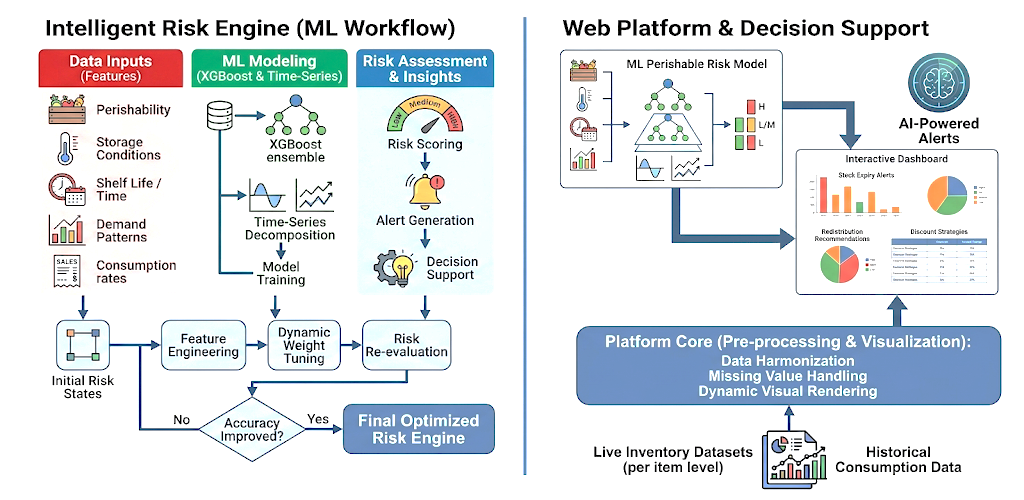 Intelligent Risk Engine (ML Workflow)
Data Inputs
(Features)
Perishability
Storage
Conditions
Shelf Life /
Time
Demand
Patterns
SALES
Consumption
rates
ML Modeling
(XGBoost & Time-Series)
XGBoost
ensemble
Time-Series
Decomposition
Model
Training
Risk Assessment
& Insights
Low
Medium
HIGH
Risk Scoring
Alert Generation
Decision
Support
Initial Risk
States
Feature
Engineering
Dynamic
Weight
Tuning
Risk
Re-evaluation
No
Accuracy
Improved?
Yes
Final Optimized
Risk Engine
Web Platform & Decision Support
ML Perishable Risk Model
H
L/M
L
AI-Powered
Alerts
Interactive Dashboard
Steck Expiry Alerts
Redistribution
Recommendations
Discount Strategies
Platform Core (Pre-processing & Visualization):
Data Harmonization
Missing Value Handling
Dynamic Visual Rendering
Live Inventory Datasets
(per item level)
Historical
Consumption Data